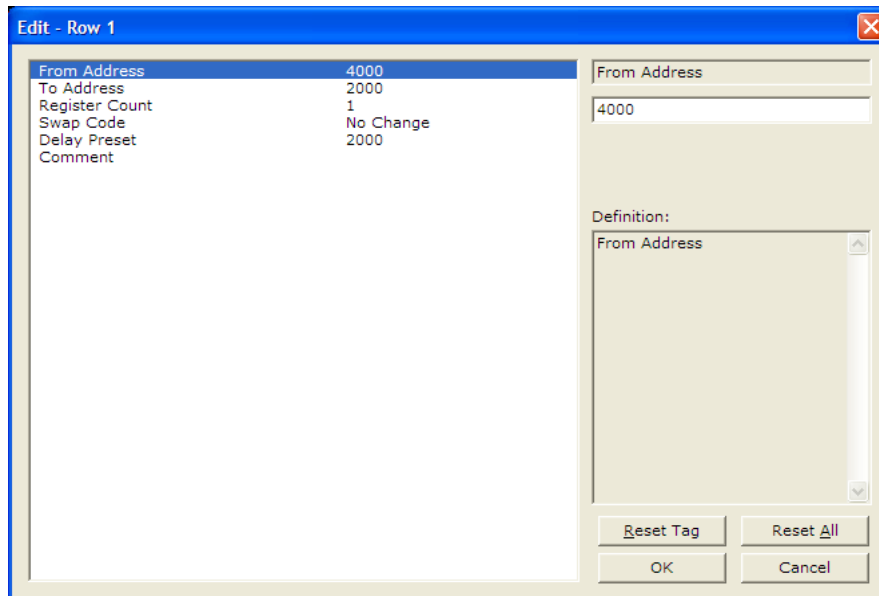 Edit - Row 1
From Address 4000
To Address 2000
Register Count 1
Swap Code No Change
Delay Preset 2000
Comment
From Address
4000
Definition:
From Address
Reset Tag Reset All
OK Cancel